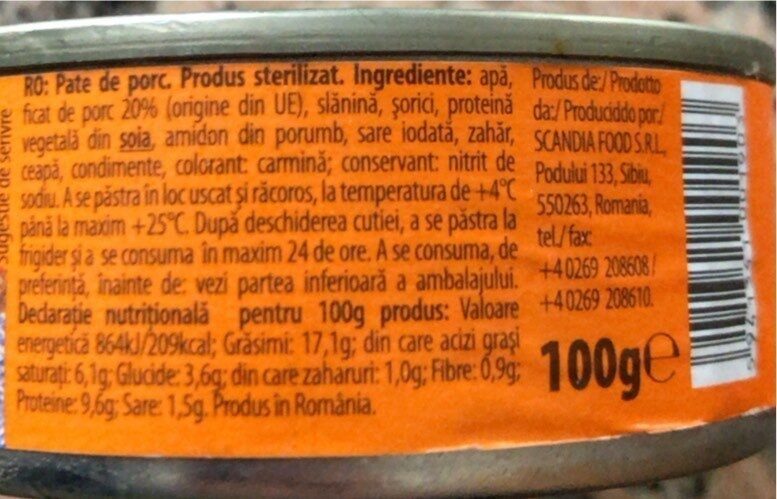 Sugestie de servire
RO: Pate de porc. Produs sterilizat. Ingrediente: apă,
ficat de porc 20% (origine din UE), slănină, șorici, proteină
vegetală din soia, amidon din porumb, sare iodată, zahăr,
ceapă, condimente, colorant: carmină; conservant: nitrit de
sodiu. A se păstra în loc uscat și răcoros, la temperatura de +4°C
până la maxim +25°C. După deschiderea cutiei, a se păstra la
frigider și a se consuma în maxim 24 de ore. A se consuma, de
preferință, înainte de: vezi partea inferioară a ambalajului.
Declarație nutrițională pentru 100g produs: Valoare
energetică 864kJ/209kcal; Grăsimi: 17,1g; din care acizi grași
saturați: 6,1g; Glucide: 3,6g; din care zaharuri: 1,0g; Fibre: 0,9g;
Proteine: 9,6g; Sare: 1,5g. Produs în România.
Produs de:/ Prodotto
da:/ Produciddo por:/
SCANDIA FOOD S.R.L.,
Podului 133, Sibiu,
550263, Romania,
tel./ fax:
+4 0269 208608 /
+4 0269 208610.
100g e